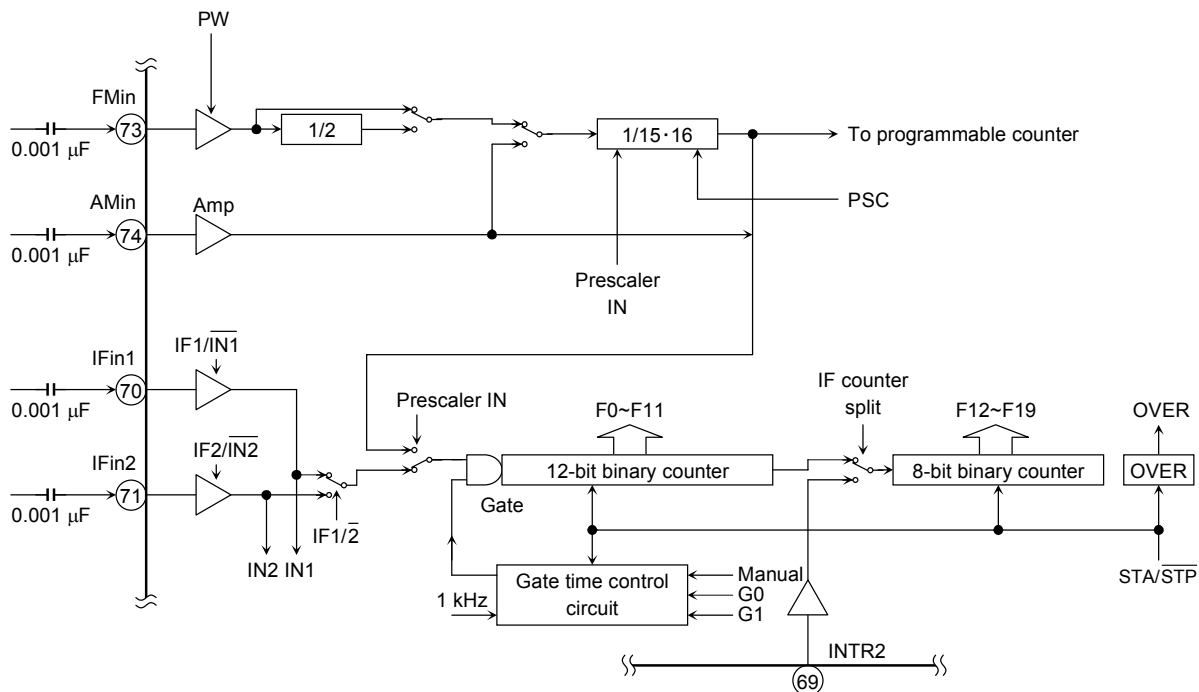 PW
FMin
73
0.001 μF
1/2
1/15·16
To programmable counter
PSC
AMin
74
0.001 μF
Amp
Prescaler
IN
IFin1
70
0.001 μF
IF1/I̅N̅1̅
IFin2
71
0.001 μF
IF2/I̅N̅2̅
IN2 IN1
IF1/2̅
Prescaler IN
Gate
F0~F11
12-bit binary counter
IF counter
split
F12~F19
8-bit binary counter
OVER
OVER
STA/S̅T̅P̅
Gate time control
circuit
1 kHz
Manual
G0
G1
INTR2
69